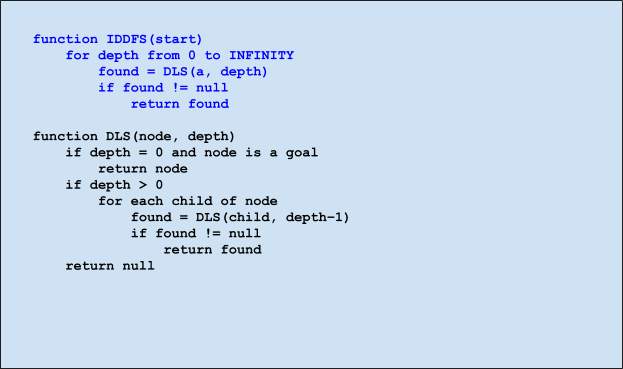 function IDDFS(start)
    for depth from 0 to INFINITY
        found = DLS(a, depth)
        if found != null
            return found
function DLS(node, depth)
    if depth = 0 and node is a goal
        return node
    if depth > 0
        for each child of node
            found = DLS(child, depth-1)
            if found != null
                return found
    return null